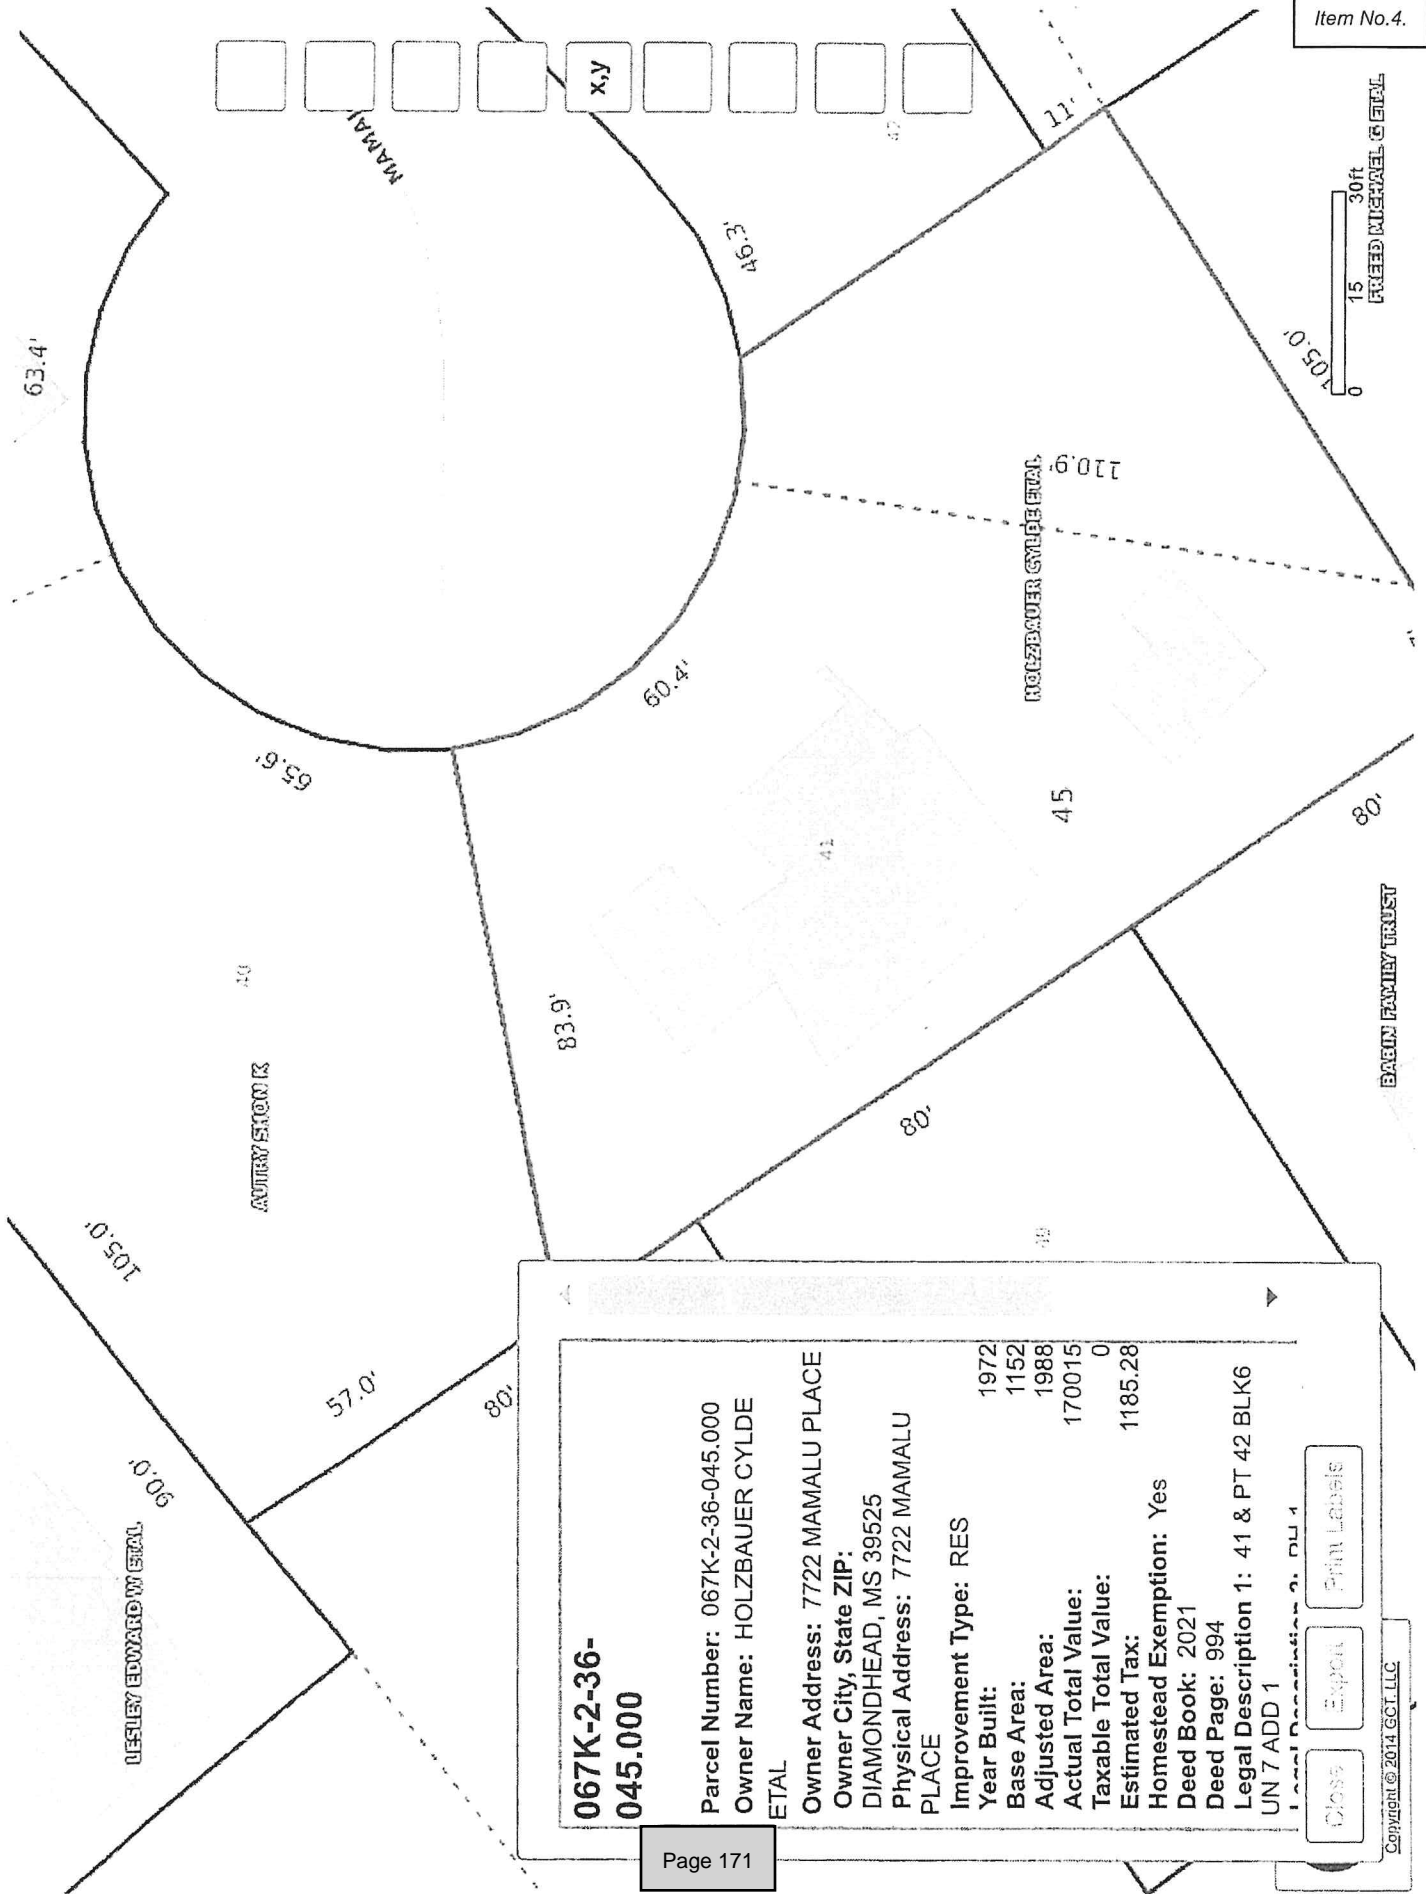 Item No.4.
x,y
MAMAL
63.4'
46.3'
11'
42
65.6'
60.4'
110.9'
105.0'
0 15 30ft
FREED MICHAEL G ETAL
HOLZBAUER CYLDE ETAL
41
45
80'
83.9'
40
AUTRY SHON K
105.0'
80'
BABIN FAMILY TRUST
57.0'
80'
90.0'
LESLEY EDWARD W ETAL
067K-2-36-
045.000
Parcel Number: 067K-2-36-045.000
Owner Name: HOLZBAUER CYLDE
ETAL
Owner Address: 7722 MAMALU PLACE
Owner City, State ZIP:
DIAMONDHEAD, MS 39525
Physical Address: 7722 MAMALU
PLACE
Improvement Type: RES
Year Built: 1972
Base Area: 1152
Adjusted Area: 1988
Actual Total Value: 170015
Taxable Total Value: 0
Estimated Tax: 1185.28
Homestead Exemption: Yes
Deed Book: 2021
Deed Page: 994
Legal Description 1: 41 & PT 42 BLK6
UN 7 ADD 1
Close Export Print Labels
Copyright © 2014 GCT, LLC
Page 171